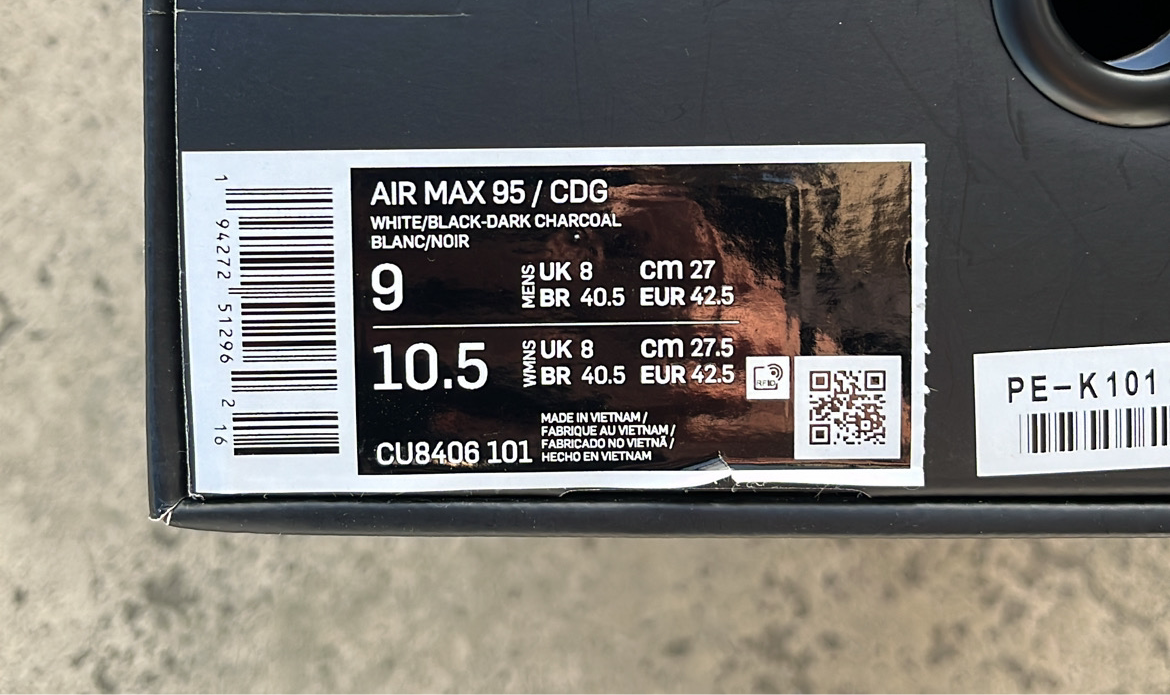 1 94272 51296 2 16
AIR MAX 95 / CDG
WHITE/BLACK-DARK CHARCOAL
BLANC/NOIR
9 MENS UK 8 cm 27
BR 40.5 EUR 42.5
10.5 WMNS UK 8 cm 27.5
BR 40.5 EUR 42.5
RFID
MADE IN VIETNAM /
FABRIQUE AU VIETNAM /
FABRICADO NO VIETNÃ /
HECHO EN VIETNAM
CU8406 101
PE-K101